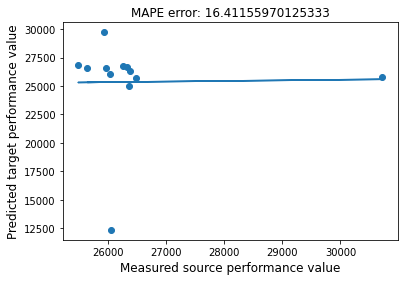 MAPE error: 16.41155970125333
Predicted target performance value
30000
27500
25000
22500
20000
17500
15000
12500
26000 27000 28000 29000 30000
Measured source performance value